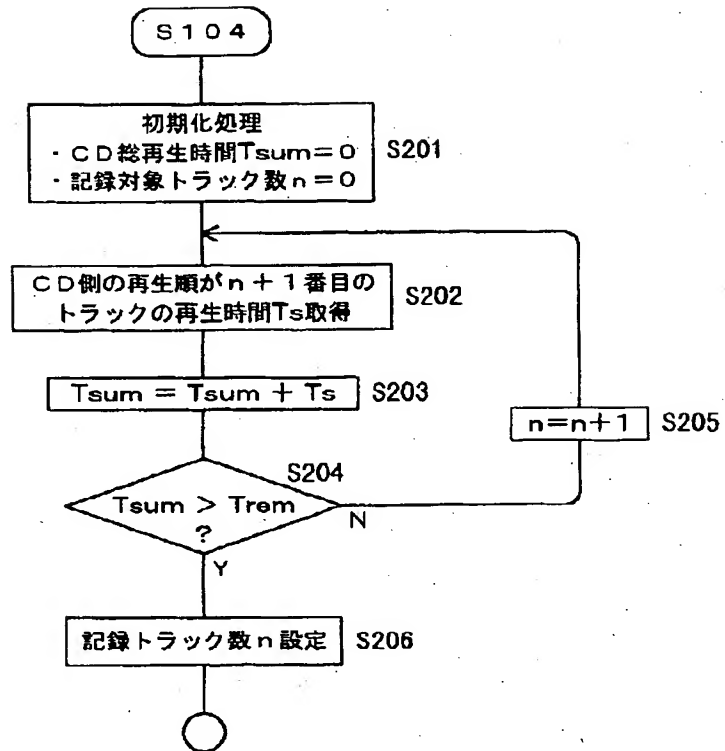 S104
初期化処理
・CD総再生時間Tsum=0
・記録対象トラック数n=0
S201
CD側の再生順がn+1番目の
トラックの再生時間Ts取得
S202
Tsum = Tsum + Ts
S203
n=n+1
S205
S204
Tsum > Trem
?
N
Y
記録トラック数n設定
S206